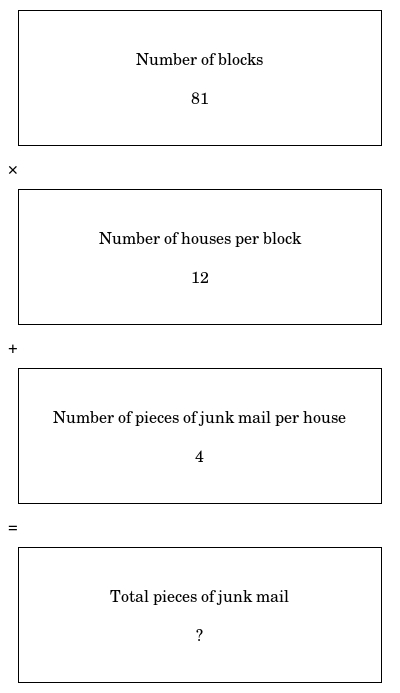 Number of blocks
81
×
Number of houses per block
12
+
Number of pieces of junk mail per house
4
=
Total pieces of junk mail
?